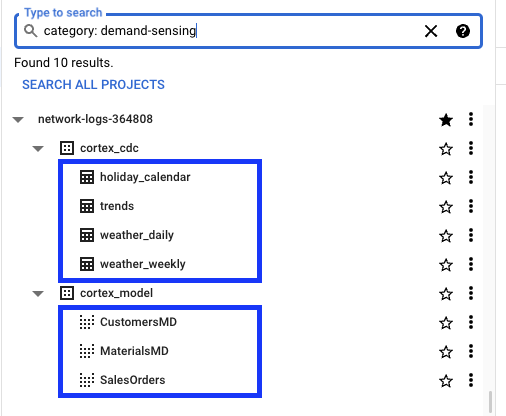 Type to search
category: demand-sensing
Found 10 results.
SEARCH ALL PROJECTS
network-logs-364808
cortex_cdc
holiday_calendar
trends
weather_daily
weather_weekly
cortex_model
CustomersMD
MaterialsMD
SalesOrders